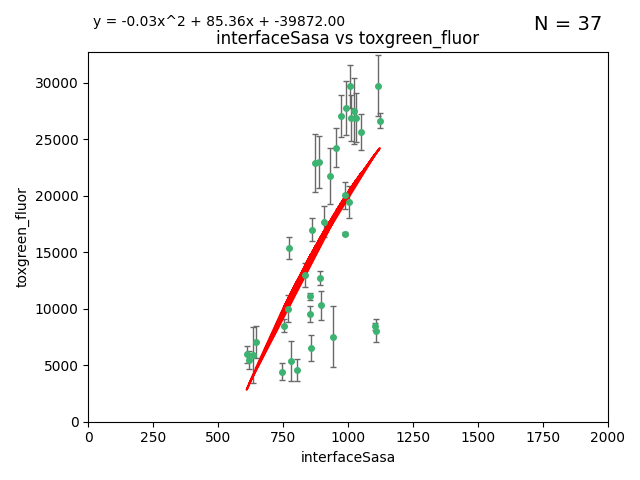 y = -0.03x^2 + 85.36x + -39872.00
N = 37
interfaceSasa vs toxgreen_fluor
30000
25000
20000
15000
10000
5000
0
toxgreen_fluor
0 250 500 750 1000 1250 1500 1750 2000
interfaceSasa